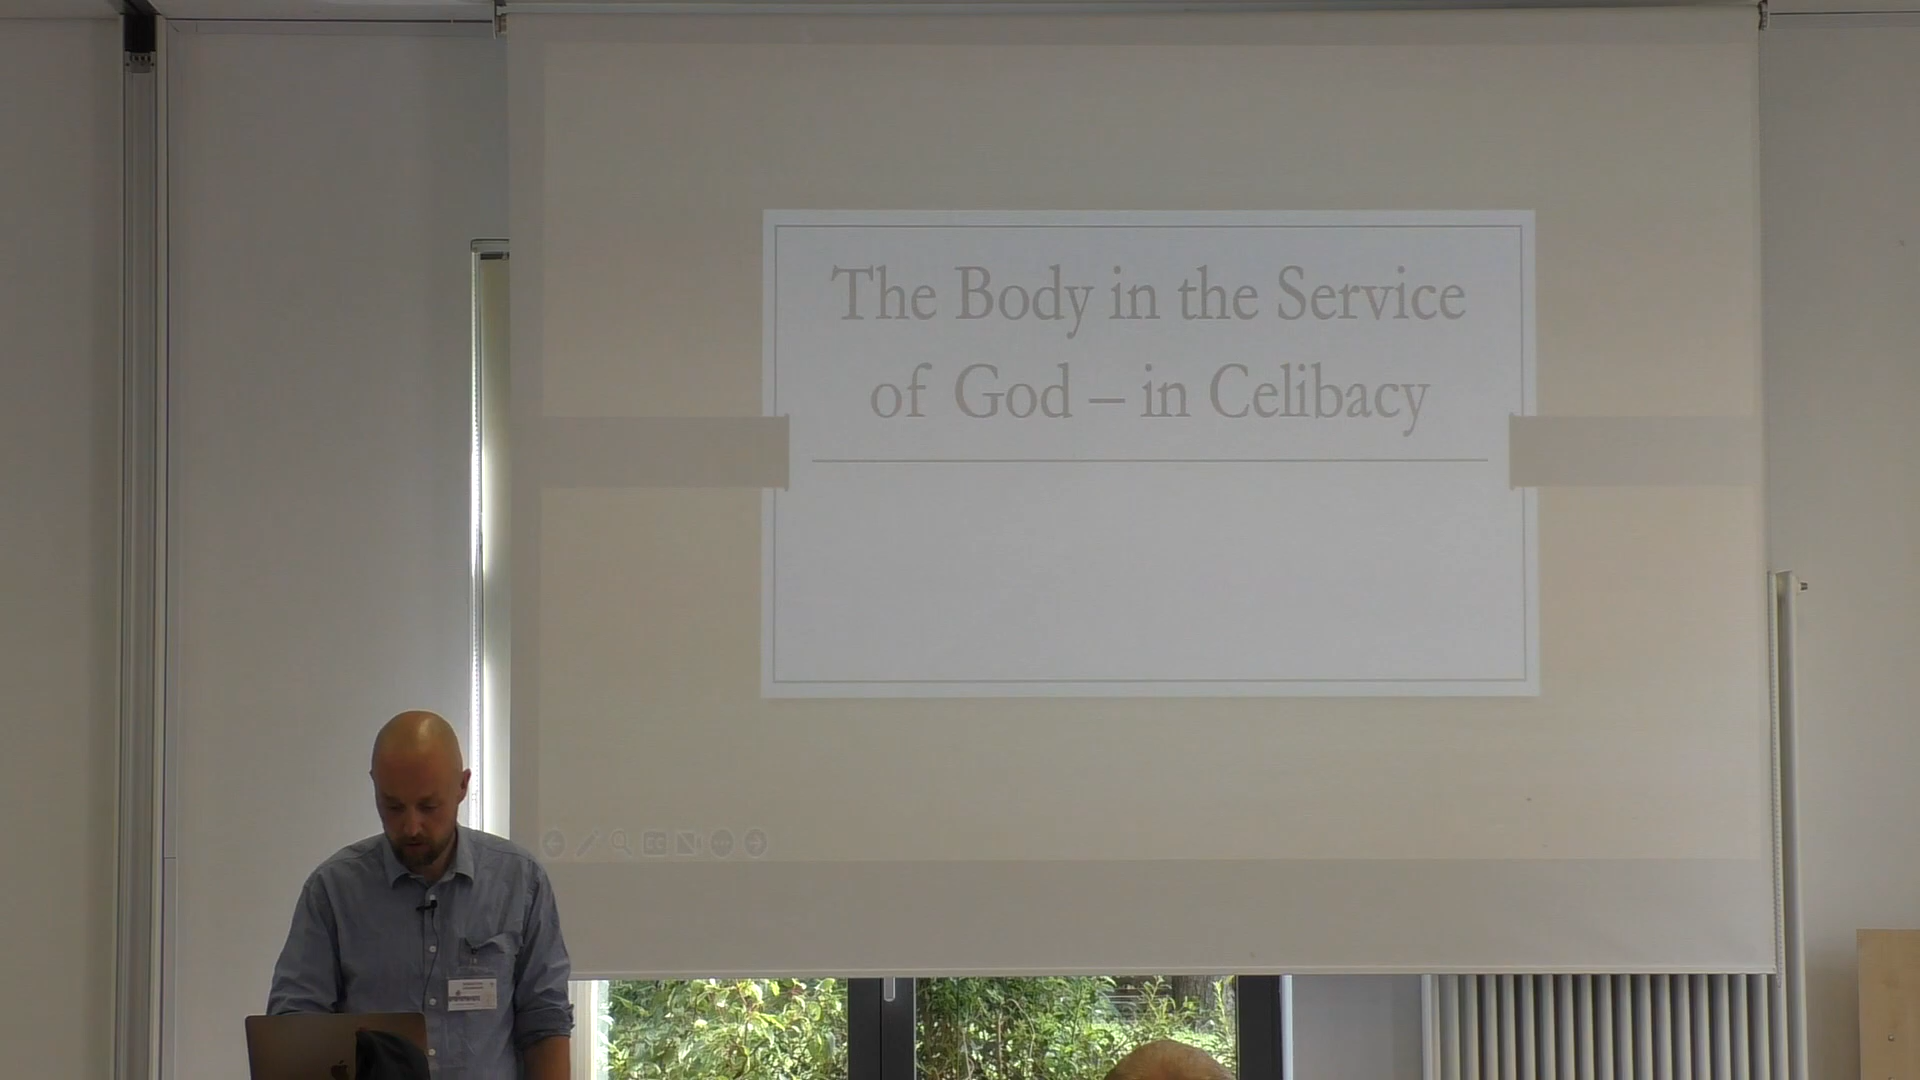 The Body in the Service
of God – in Celibacy